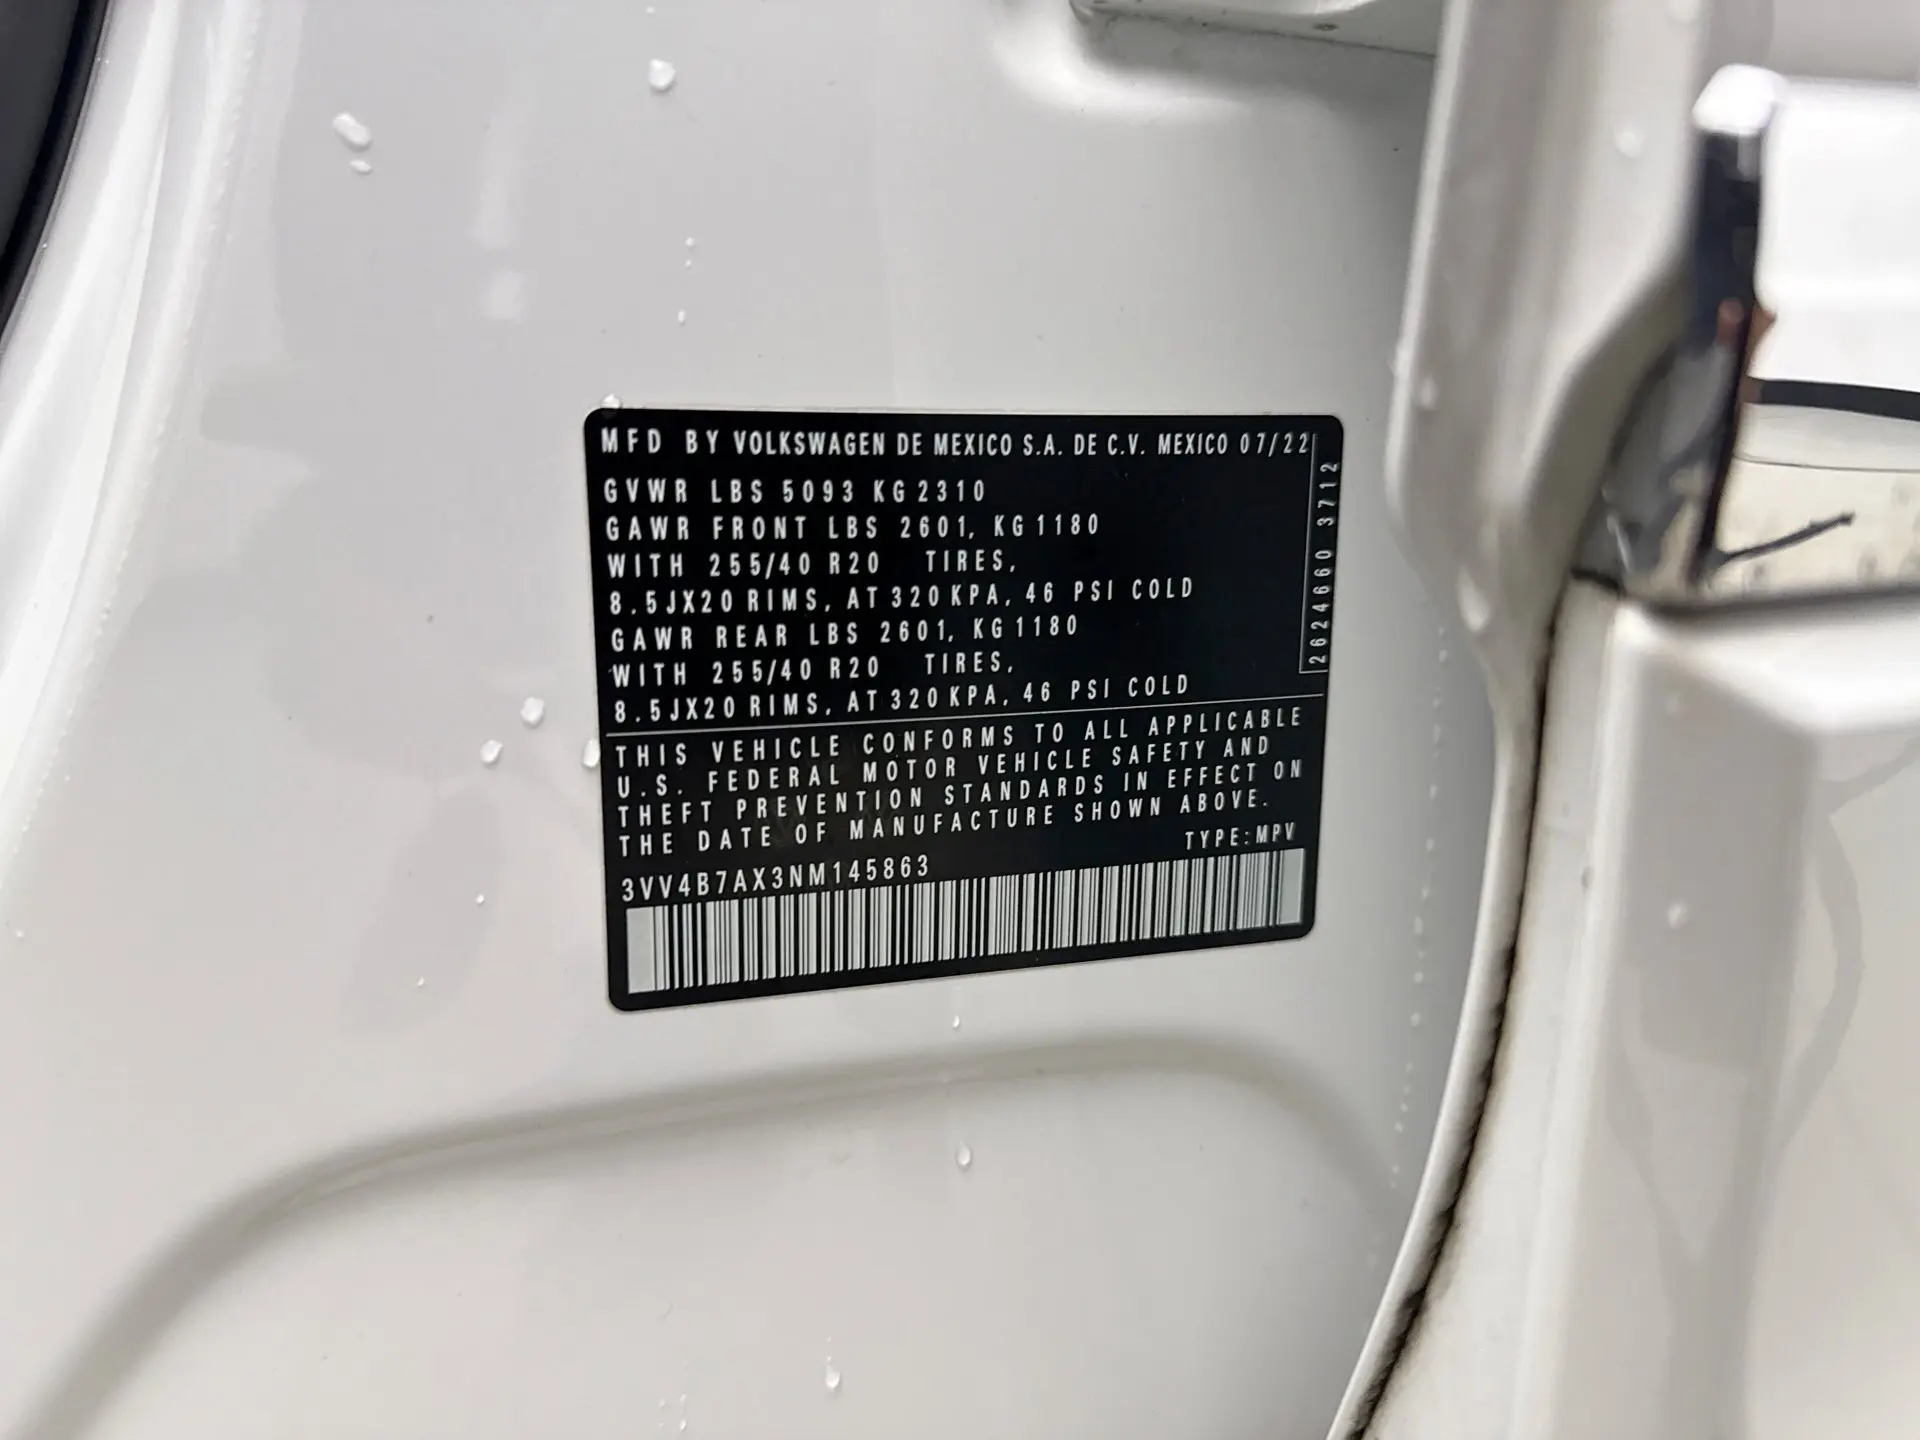 MFD BY VOLKSWAGEN DE MEXICO S.A. DE C.V. MEXICO 07/22
GVWR LBS 5093 KG 2310
GAWR FRONT LBS 2601, KG 1180
WITH 255/40 R20 TIRES,
8.5JX20 RIMS, AT 320 KPA, 46 PSI COLD
GAWR REAR LBS 2601, KG 1180
WITH 255/40 R20 TIRES,
8.5JX20 RIMS, AT 320 KPA, 46 PSI COLD
2624660 3712
THIS VEHICLE CONFORMS TO ALL APPLICABLE
U.S. FEDERAL MOTOR VEHICLE SAFETY AND
THEFT PREVENTION STANDARDS IN EFFECT ON
THE DATE OF MANUFACTURE SHOWN ABOVE.
TYPE: MPV
3VV4B7AX3NM145863